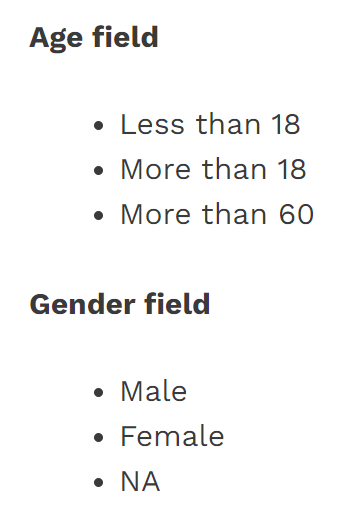 Age field
Less than 18
More than 18
More than 60
Gender field
Male
Female
NA